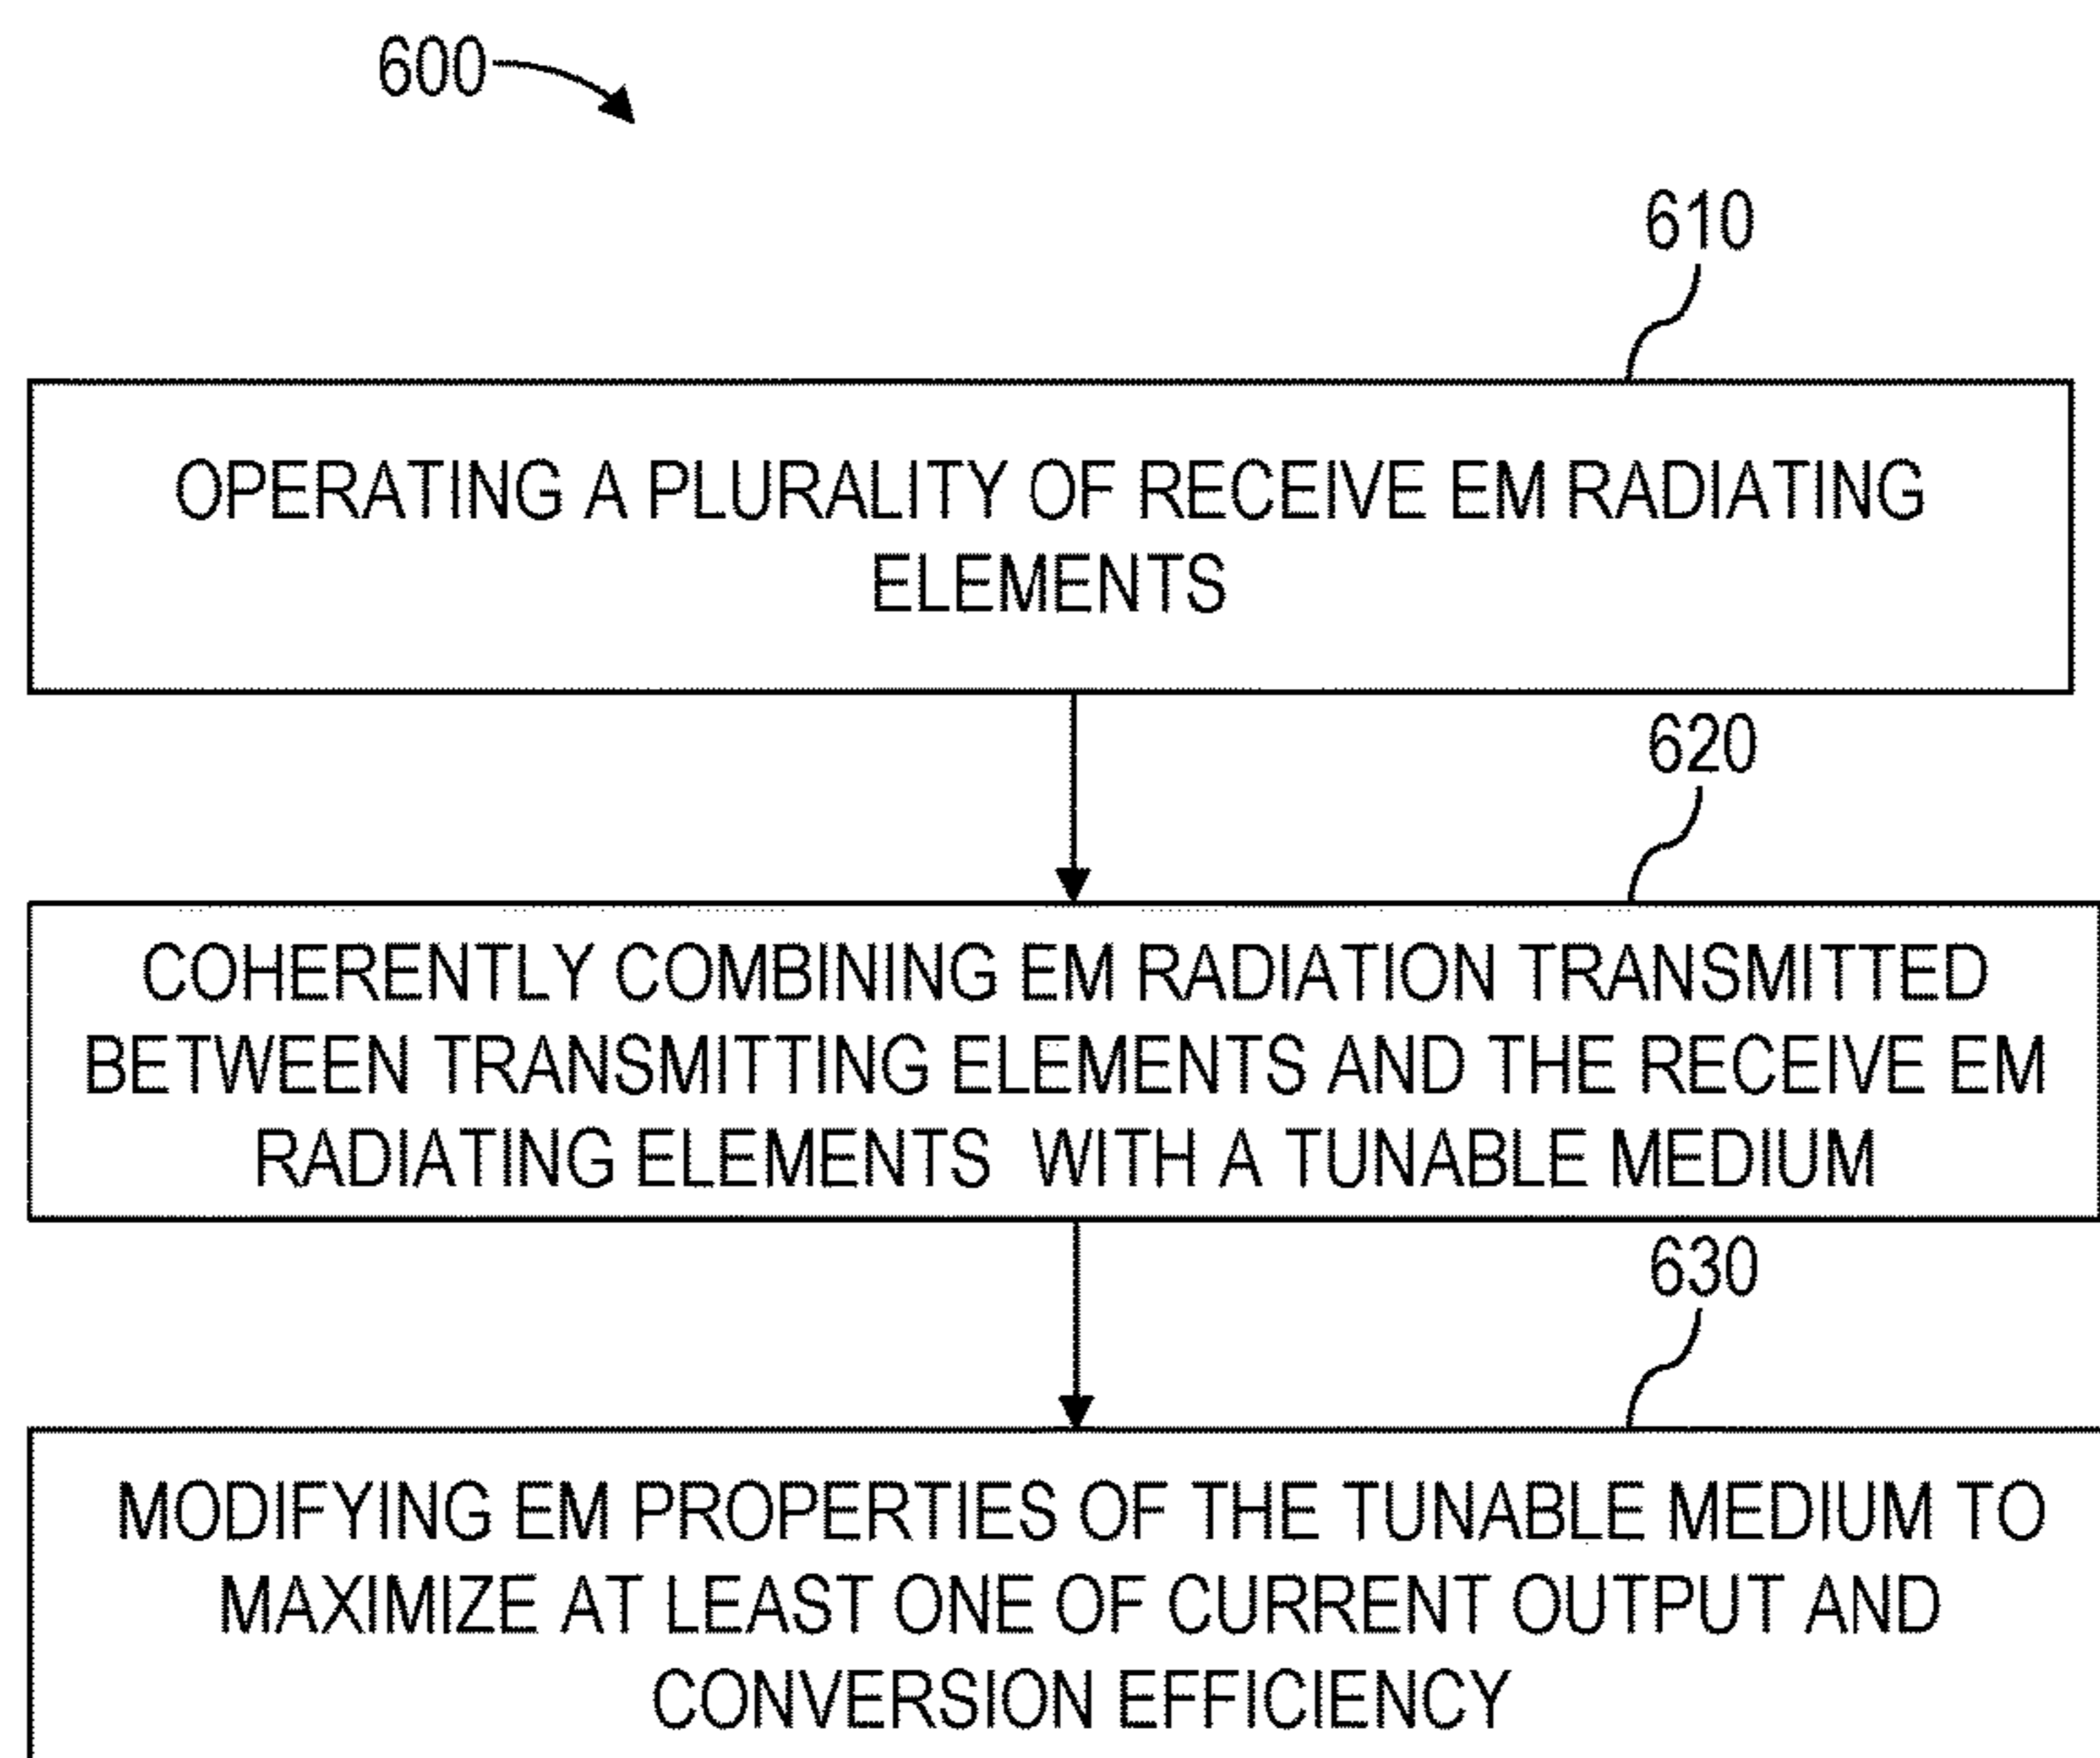 600
610
OPERATING A PLURALITY OF RECEIVE EM RADIATING
ELEMENTS
620
COHERENTLY COMBINING EM RADIATION TRANSMITTED
BETWEEN TRANSMITTING ELEMENTS AND THE RECEIVE EM
RADIATING ELEMENTS WITH A TUNABLE MEDIUM
630
MODIFYING EM PROPERTIES OF THE TUNABLE MEDIUM TO
MAXIMIZE AT LEAST ONE OF CURRENT OUTPUT AND
CONVERSION EFFICIENCY